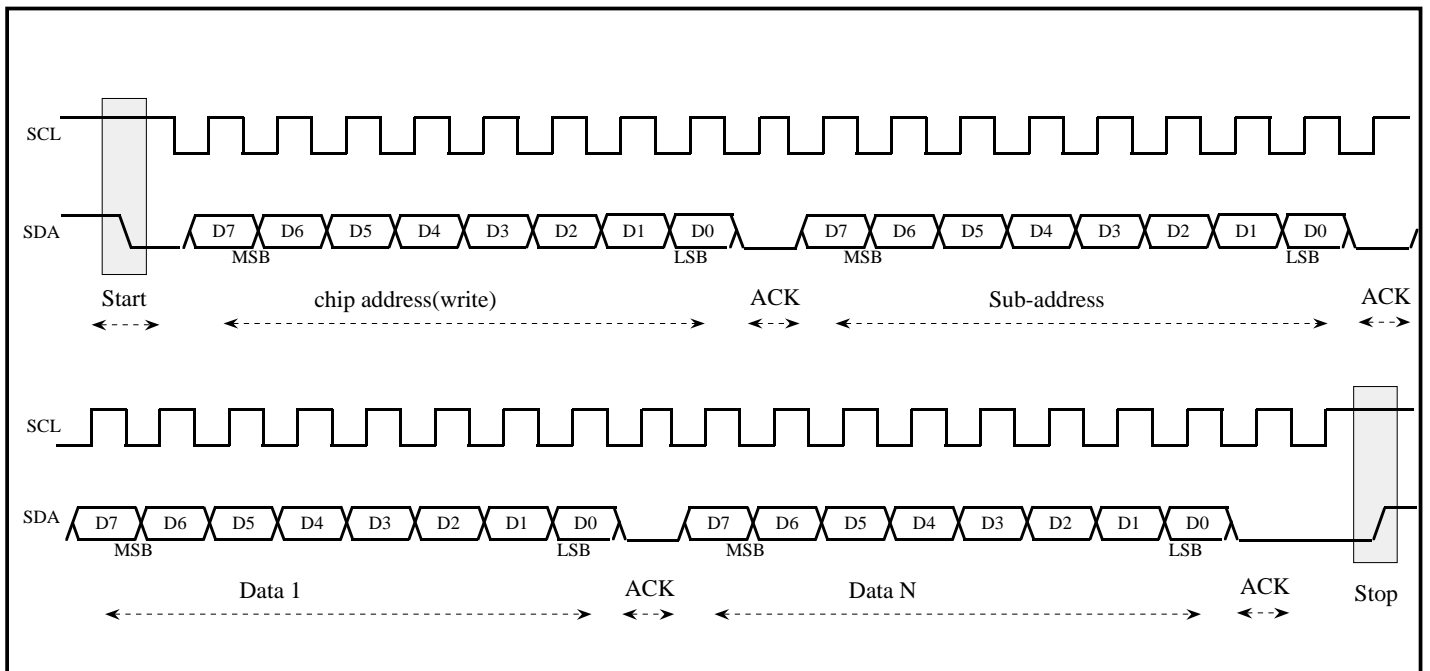 SCL
SDA D7 D6 D5 D4 D3 D2 D1 D0 D7 D6 D5 D4 D3 D2 D1 D0
MSB LSB MSB LSB
Start chip address(write) ACK Sub-address ACK
SCL
SDA D7 D6 D5 D4 D3 D2 D1 D0 D7 D6 D5 D4 D3 D2 D1 D0
MSB LSB MSB LSB
Data 1 ACK Data N ACK Stop